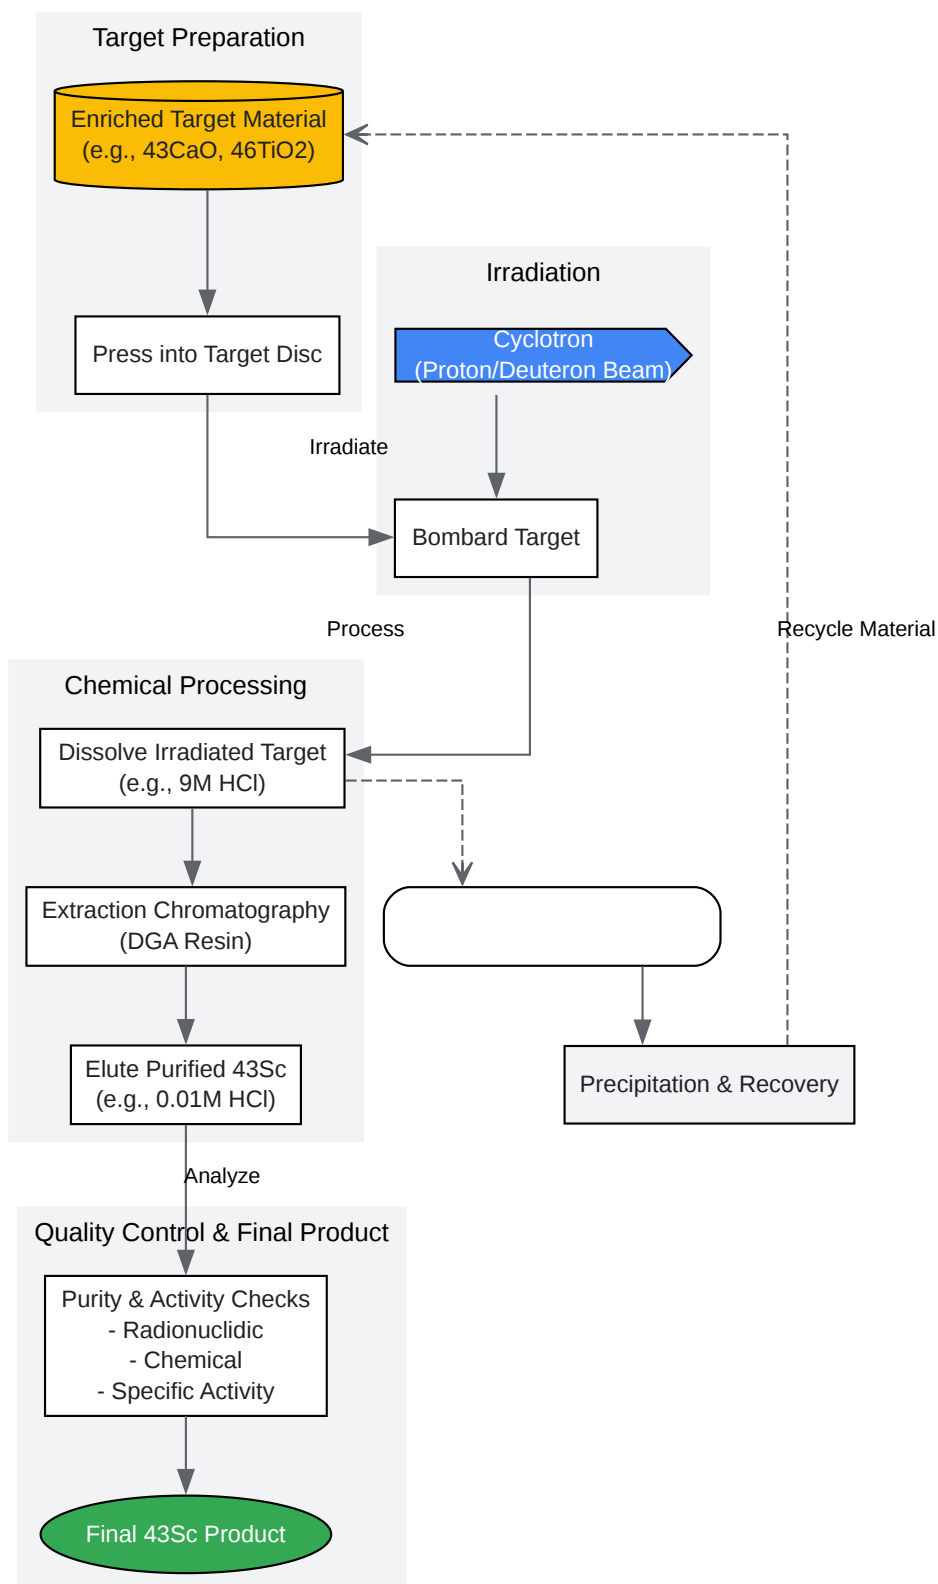 Target Preparation
Enriched Target Material
(e.g., 43CaO, 46TiO2)
Press into Target Disc
Irradiation
Cyclotron
(Proton/Deuteron Beam)
Irradiate
Bombard Target
Process
Recycle Material
Chemical Processing
Dissolve Irradiated Target
(e.g., 9M HCl)
Extraction Chromatography
(DGA Resin)
Elute Purified 43Sc
(e.g., 0.01M HCl)
Precipitation & Recovery
Analyze
Quality Control & Final Product
Purity & Activity Checks
- Radionuclidic
- Chemical
- Specific Activity
Final 43Sc Product